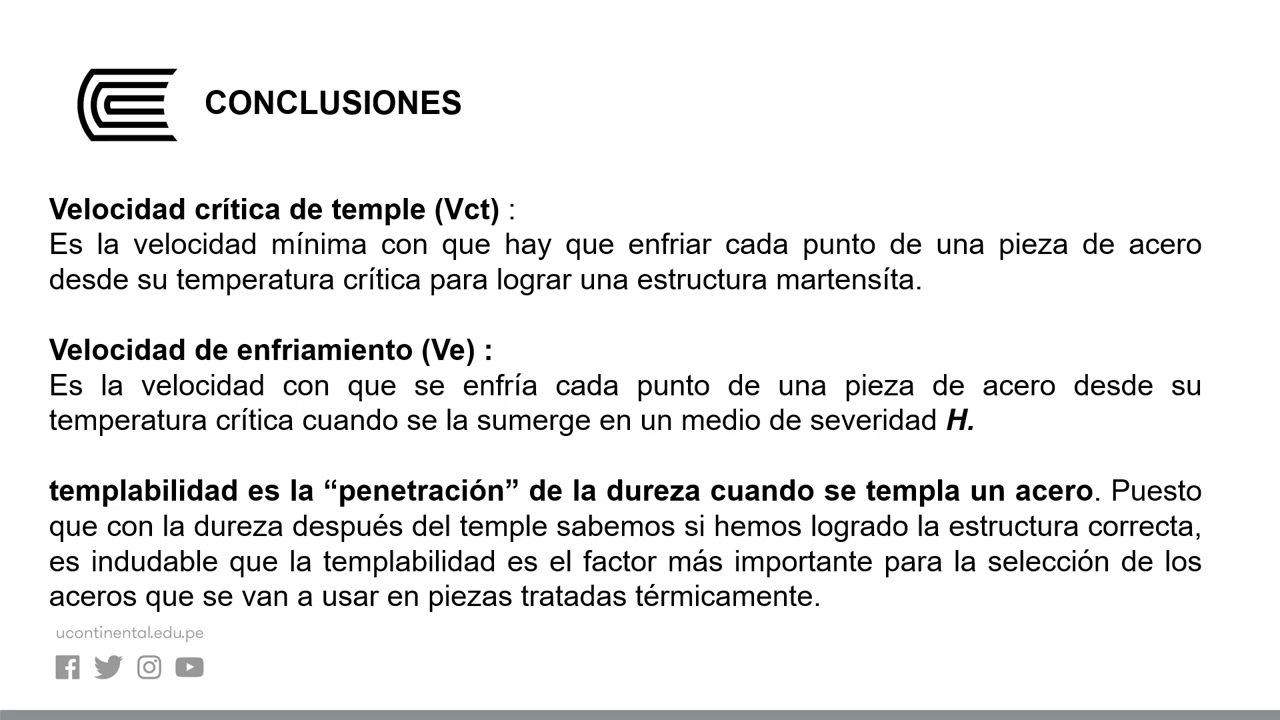 CONCLUSIONES
Velocidad crítica de temple (Vct) :
Es la velocidad mínima con que hay que enfriar cada punto de una pieza de acero
desde su temperatura crítica para lograr una estructura martensíta.
Velocidad de enfriamiento (Ve) :
Es la velocidad con que se enfría cada punto de una pieza de acero desde su
temperatura crítica cuando se la sumerge en un medio de severidad H.
templabilidad es la “penetración” de la dureza cuando se templa un acero. Puesto
que con la dureza después del temple sabemos si hemos logrado la estructura correcta,
es indudable que la templabilidad es el factor más importante para la selección de los
aceros que se van a usar en piezas tratadas térmicamente.
ucontinental.edu.pe